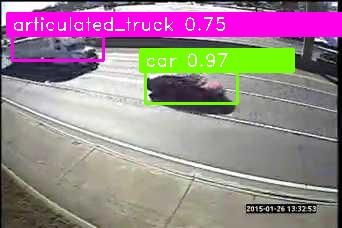 articulated_truck 0.75
car 0.97
2015-01-26 13:32:53